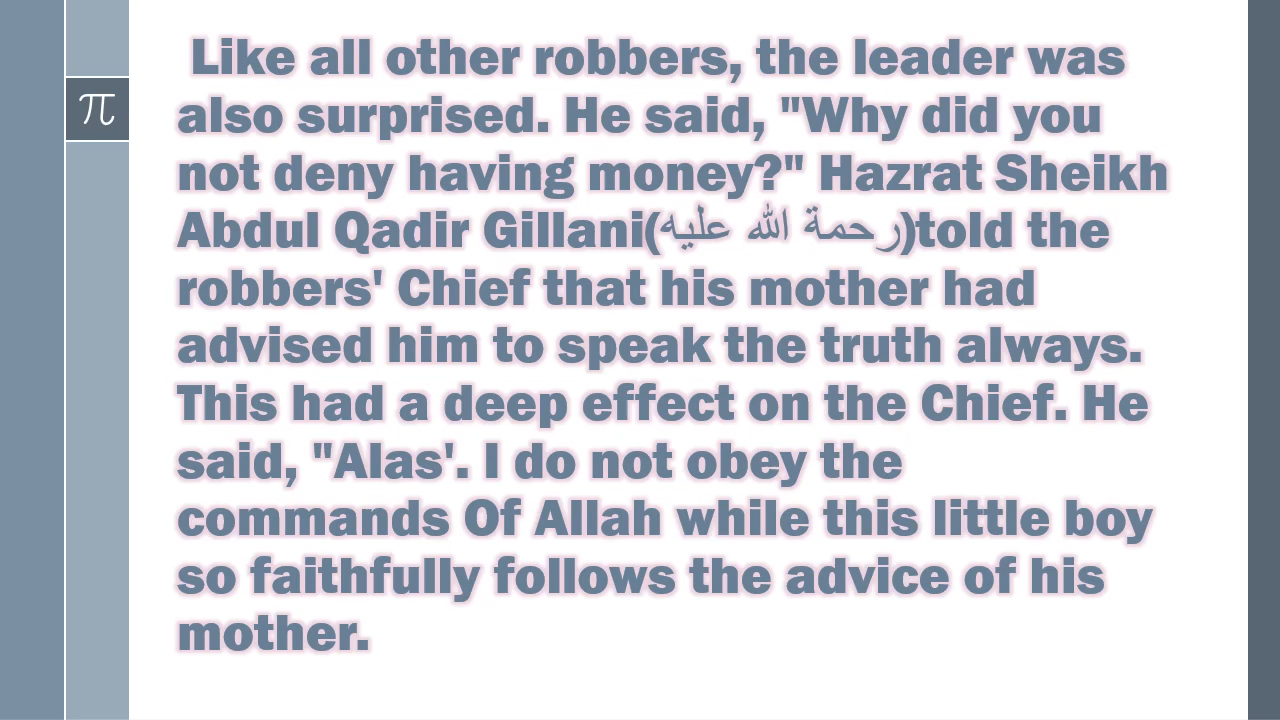 π
Like all other robbers, the leader was
also surprised. He said, "Why did you
not deny having money?" Hazrat Sheikh
Abdul Qadir Gillani(رحمة الله عليه)told the
robbers' Chief that his mother had
advised him to speak the truth always.
This had a deep effect on the Chief. He
said, "Alas'. I do not obey the
commands Of Allah while this little boy
so faithfully follows the advice of his
mother.